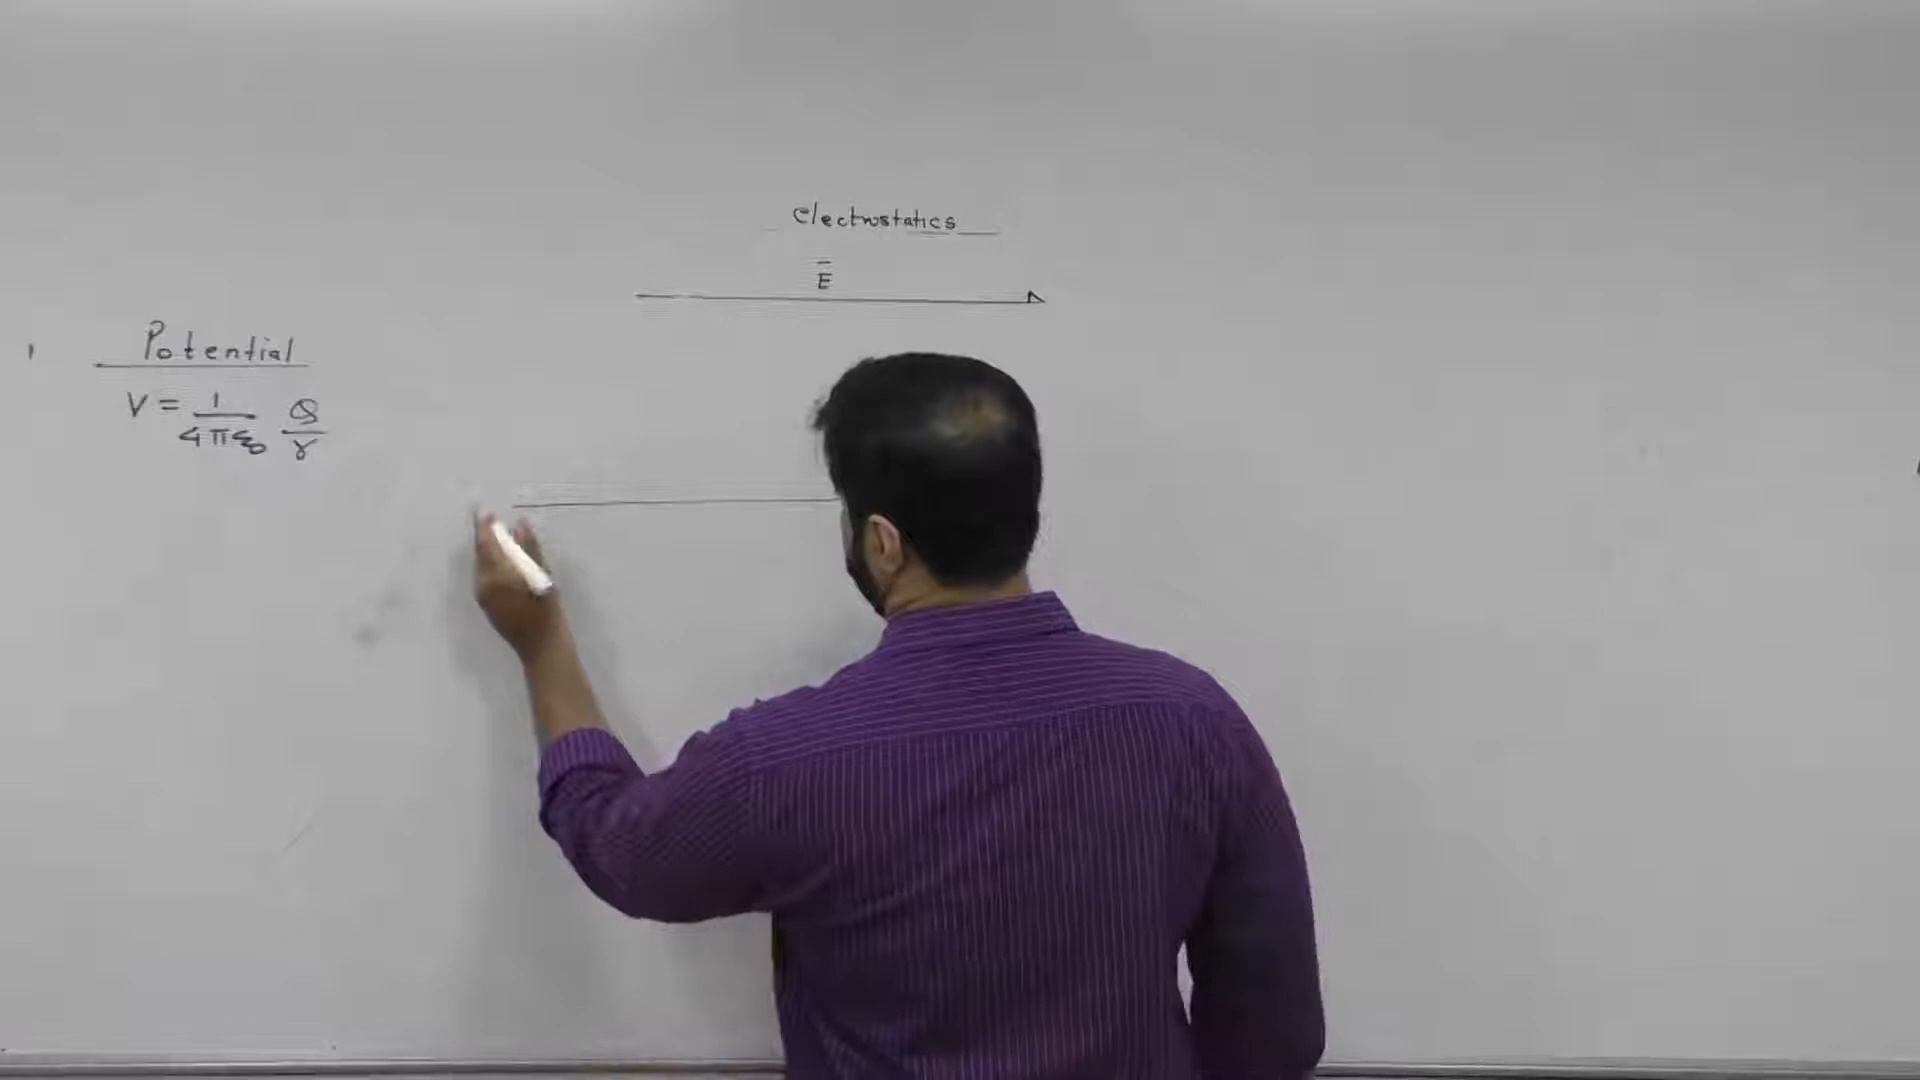 Electrostatics
E̅
Potential
V = 1/4πε₀ Q/r